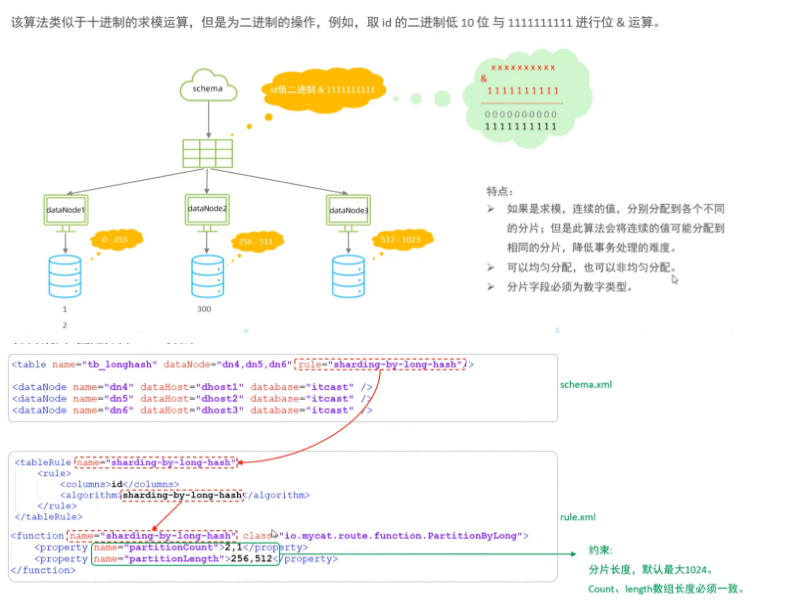 该算法类似于十进制的求模运算，但是为二进制的操作，例如，取 id 的二进制低 10 位 与 1111111111 进行位 & 运算。
schema
id值二进制 & 1111111111
xxxxxxxxxx
&
1111111111
0000000000
1111111111
dataNode1
dataNode2
dataNode3
0 - 255
256 - 511
512 - 1023
1
2
300
特点：
➢ 如果是求模，连续的值，分别分配到各个不同
的分片；但是此算法会将连续的值可能分配到
相同的分片，降低事务处理的难度。
➢ 可以均匀分配，也可以非均匀分配。
➢ 分片字段必须为数字类型。
<table name="tb_longhash" dataNode="dn4,dn5,dn6" rule="sharding-by-long-hash"/>
<dataNode name="dn4" dataHost="dhost1" database="itcast" />
<dataNode name="dn5" dataHost="dhost2" database="itcast" />
<dataNode name="dn6" dataHost="dhost3" database="itcast" />
schema.xml
<tableRule name="sharding-by-long-hash">
<rule>
<columns>id</columns>
<algorithm>sharding-by-long-hash</algorithm>
</rule>
</tableRule>
<function name="sharding-by-long-hash" class="io.mycat.route.function.PartitionByLong">
<property name="partitionCount">2,1</property>
<property name="partitionLength">256,512</property>
</function>
rule.xml
约束：
分片长度，默认最大1024。
Count、length数组长度必须一致。